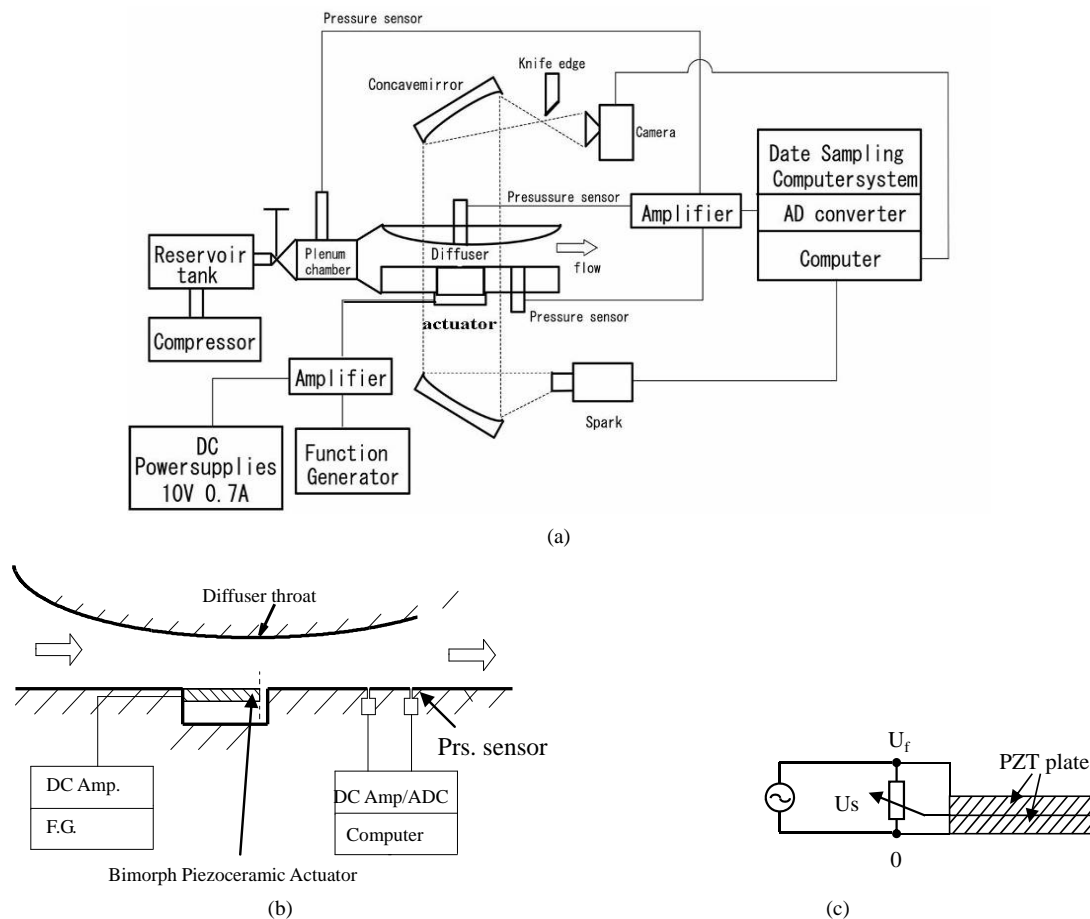 Pressure sensor
Knife edge
Concavemirror
Camera
Date Sampling
Computersystem
AD converter
Computer
Presussure sensor
Amplifier
Reservoir
tank
Plenum
chamber
Diffuser
flow
Compressor
actuator
Pressure sensor
Amplifier
Spark
DC
Powersupplies
10V 0.7A
Function
Generator
(a)
Diffuser throat
Prs. sensor
DC Amp.
F.G.
DC Amp/ADC
Computer
Bimorph Piezoceramic Actuator
(b)
Uf
PZT plate
Us
0
(c)